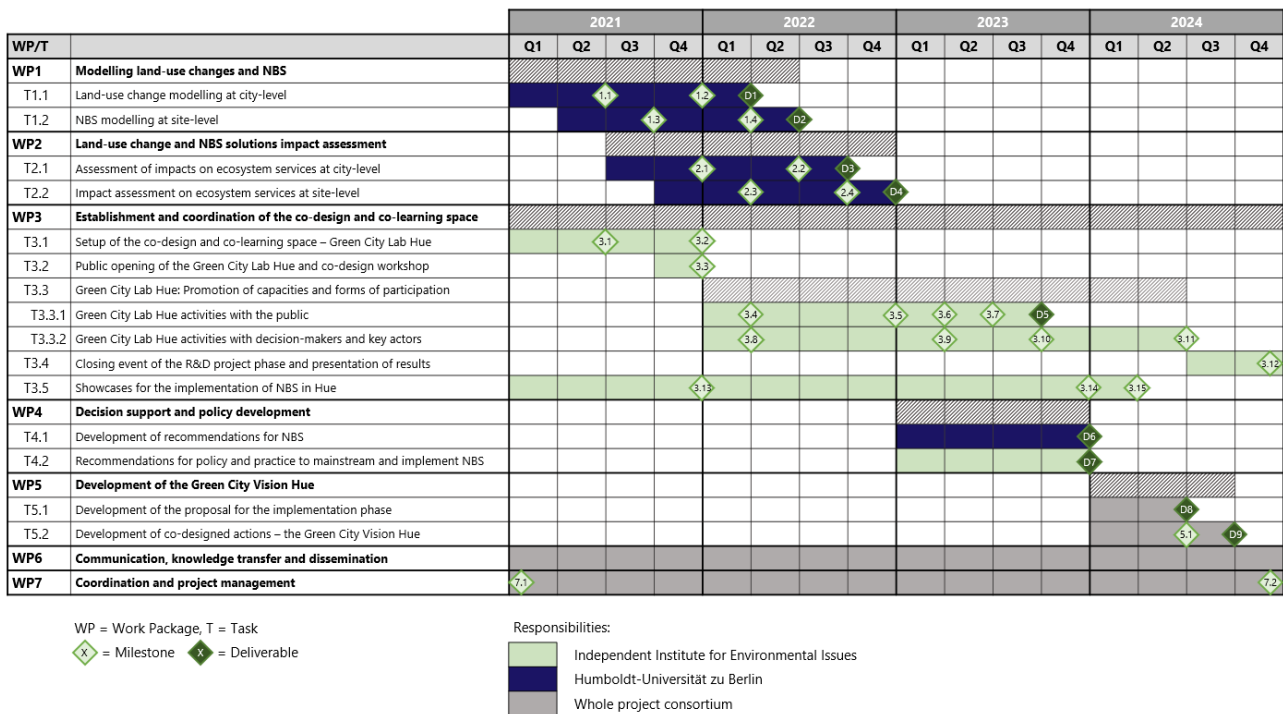 2021 2022 2023 2024
WP/T Q1 Q2 Q3 Q4 Q1 Q2 Q3 Q4 Q1 Q2 Q3 Q4 Q1 Q2 Q3 Q4
WP1 Modelling land-use changes and NBS
T1.1 Land-use change modelling at city-level 1.1 1.2 D1
T1.2 NBS modelling at site-level 1.3 1.4 D2
WP2 Land-use change and NBS solutions impact assessment
T2.1 Assessment of impacts on ecosystem services at city-level 2.1 2.2 D3
T2.2 Impact assessment on ecosystem services at site-level 2.3 2.4 D4
WP3 Establishment and coordination of the co-design and co-learning space
T3.1 Setup of the co-design and co-learning space – Green City Lab Hue 3.1 3.2
T3.2 Public opening of the Green City Lab Hue and co-design workshop 3.3
T3.3 Green City Lab Hue: Promotion of capacities and forms of participation
T3.3.1 Green City Lab Hue activities with the public 3.4 3.5 3.6 3.7 D5
T3.3.2 Green City Lab Hue activities with decision-makers and key actors 3.8 3.9 3.10 3.11
T3.4 Closing event of the R&D project phase and presentation of results 3.12
T3.5 Showcases for the implementation of NBS in Hue 3.13 3.14 3.15
WP4 Decision support and policy development
T4.1 Development of recommendations for NBS D6
T4.2 Recommendations for policy and practice to mainstream and implement NBS D7
WP5 Development of the Green City Vision Hue
T5.1 Development of the proposal for the implementation phase D8
T5.2 Development of co-designed actions – the Green City Vision Hue 5.1 D9
WP6 Communication, knowledge transfer and dissemination
WP7 Coordination and project management 7.1 7.2
WP = Work Package, T = Task
X = Milestone X = Deliverable
Responsibilities:
Independent Institute for Environmental Issues
Humboldt-Universität zu Berlin
Whole project consortium